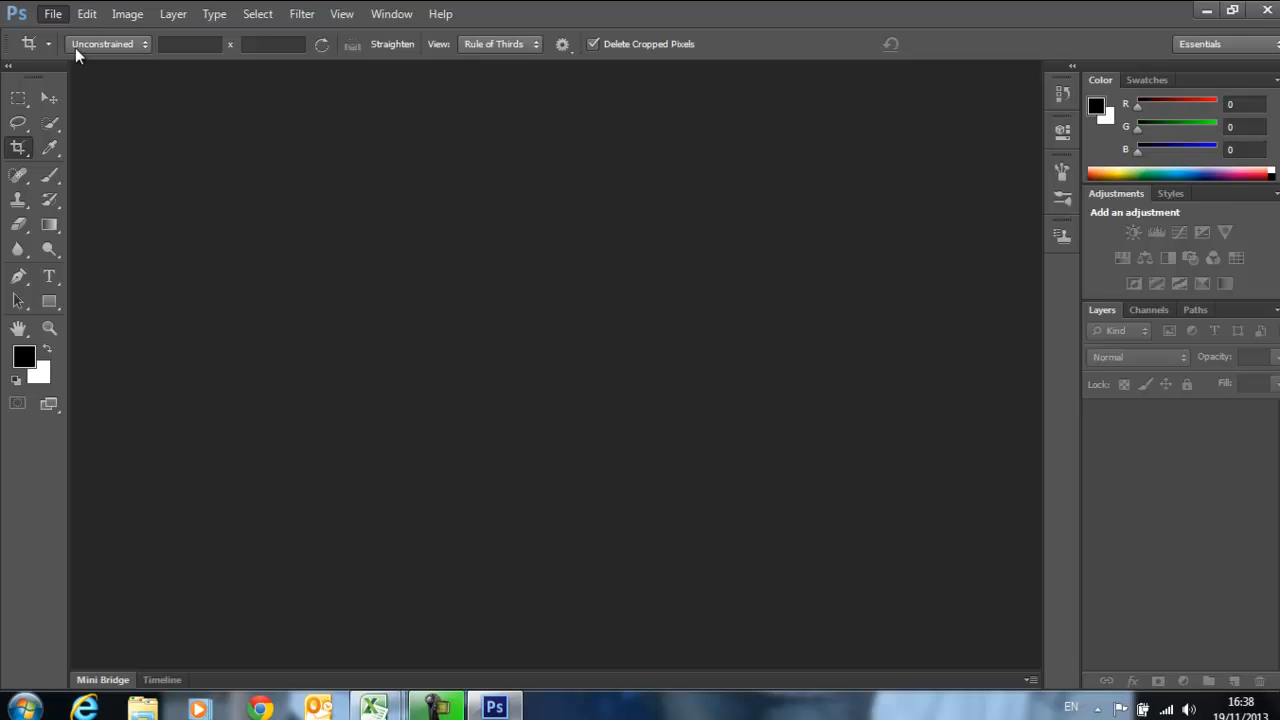 Ps File Edit Image Layer Type Select Filter View Window Help
Unconstrained x Straighten View: Rule of Thirds Delete Cropped Pixels Essentials
Color Swatches
R 0
G 0
B 0
Adjustments Styles
Add an adjustment
Layers Channels Paths
Kind
Normal Opacity:
Lock: Fill:
Mini Bridge Timeline
Ps EN 16:38
19/11/2013